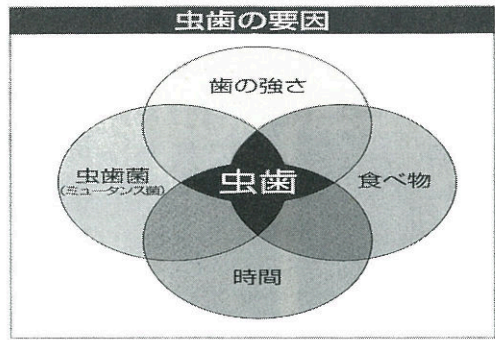 虫歯の要因
歯の強さ
虫歯菌
(ミュータンス菌)
虫歯
食べ物
時間